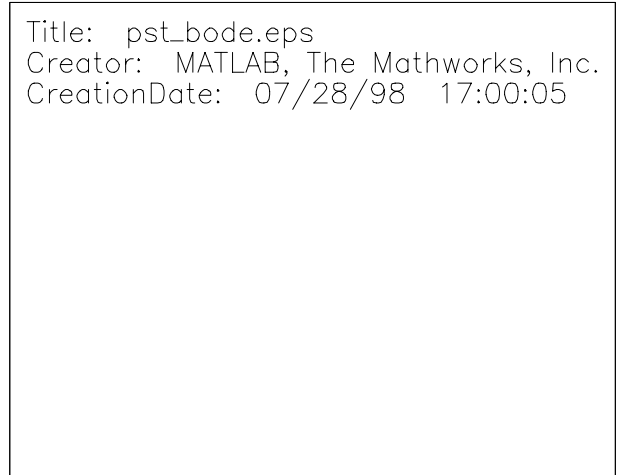 Title: pst_bode.eps
Creator: MATLAB, The Mathworks, Inc.
CreationDate: 07/28/98 17:00:05